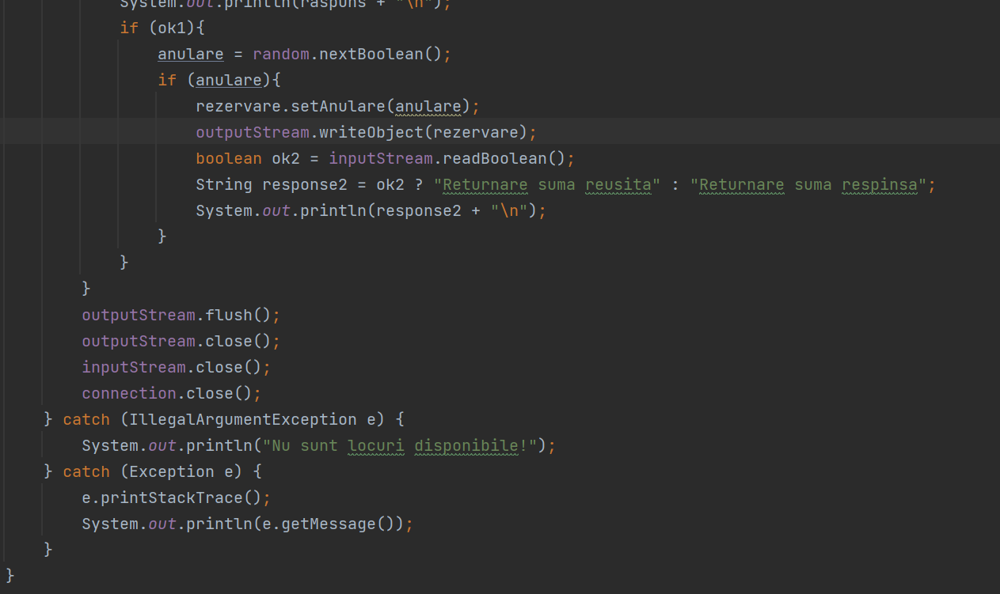 System.out.println(raspuns + "\n");
if (ok1){
anulare = random.nextBoolean();
if (anulare){
rezervare.setAnulare(anulare);
outputStream.writeObject(rezervare);
boolean ok2 = inputStream.readBoolean();
String response2 = ok2 ? "Returnare suma reusita" : "Returnare suma respinsa";
System.out.println(response2 + "\n");
}
}
}
outputStream.flush();
outputStream.close();
inputStream.close();
connection.close();
} catch (IllegalArgumentException e) {
System.out.println("Nu sunt locuri disponibile!");
} catch (Exception e) {
e.printStackTrace();
System.out.println(e.getMessage());
}
}